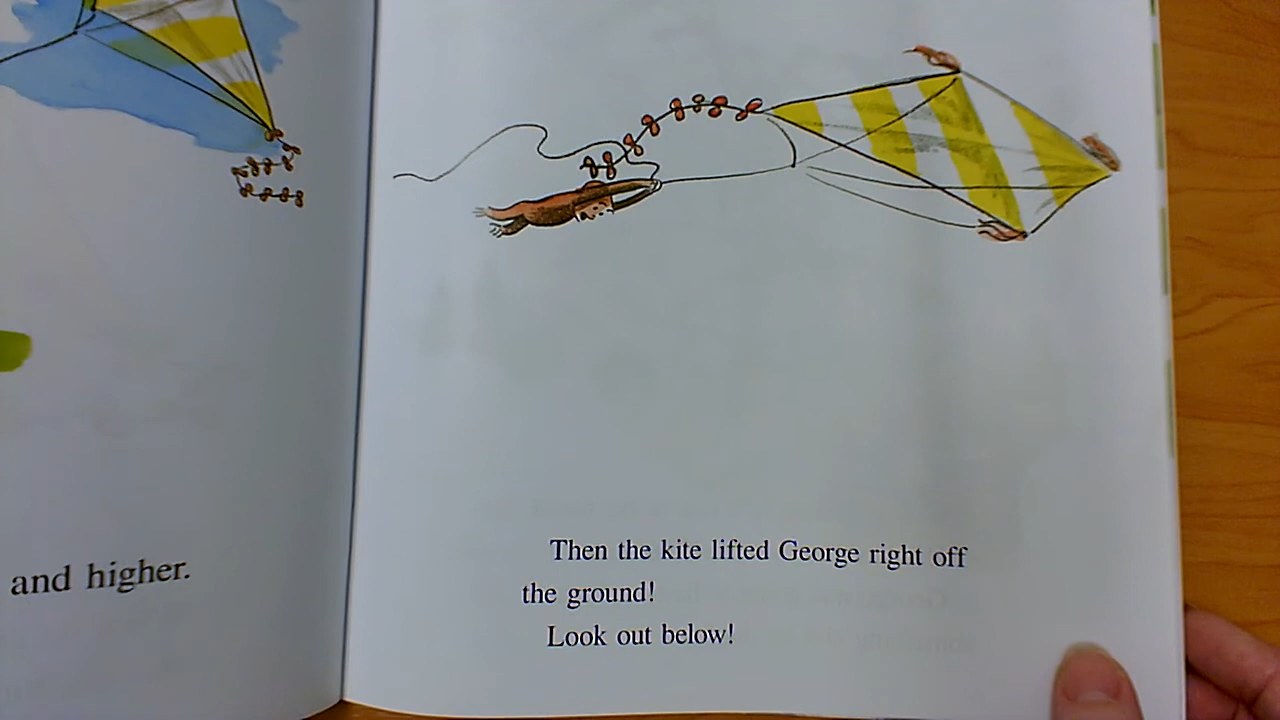 and higher.
Then the kite lifted George right off
the ground!
Look out below!